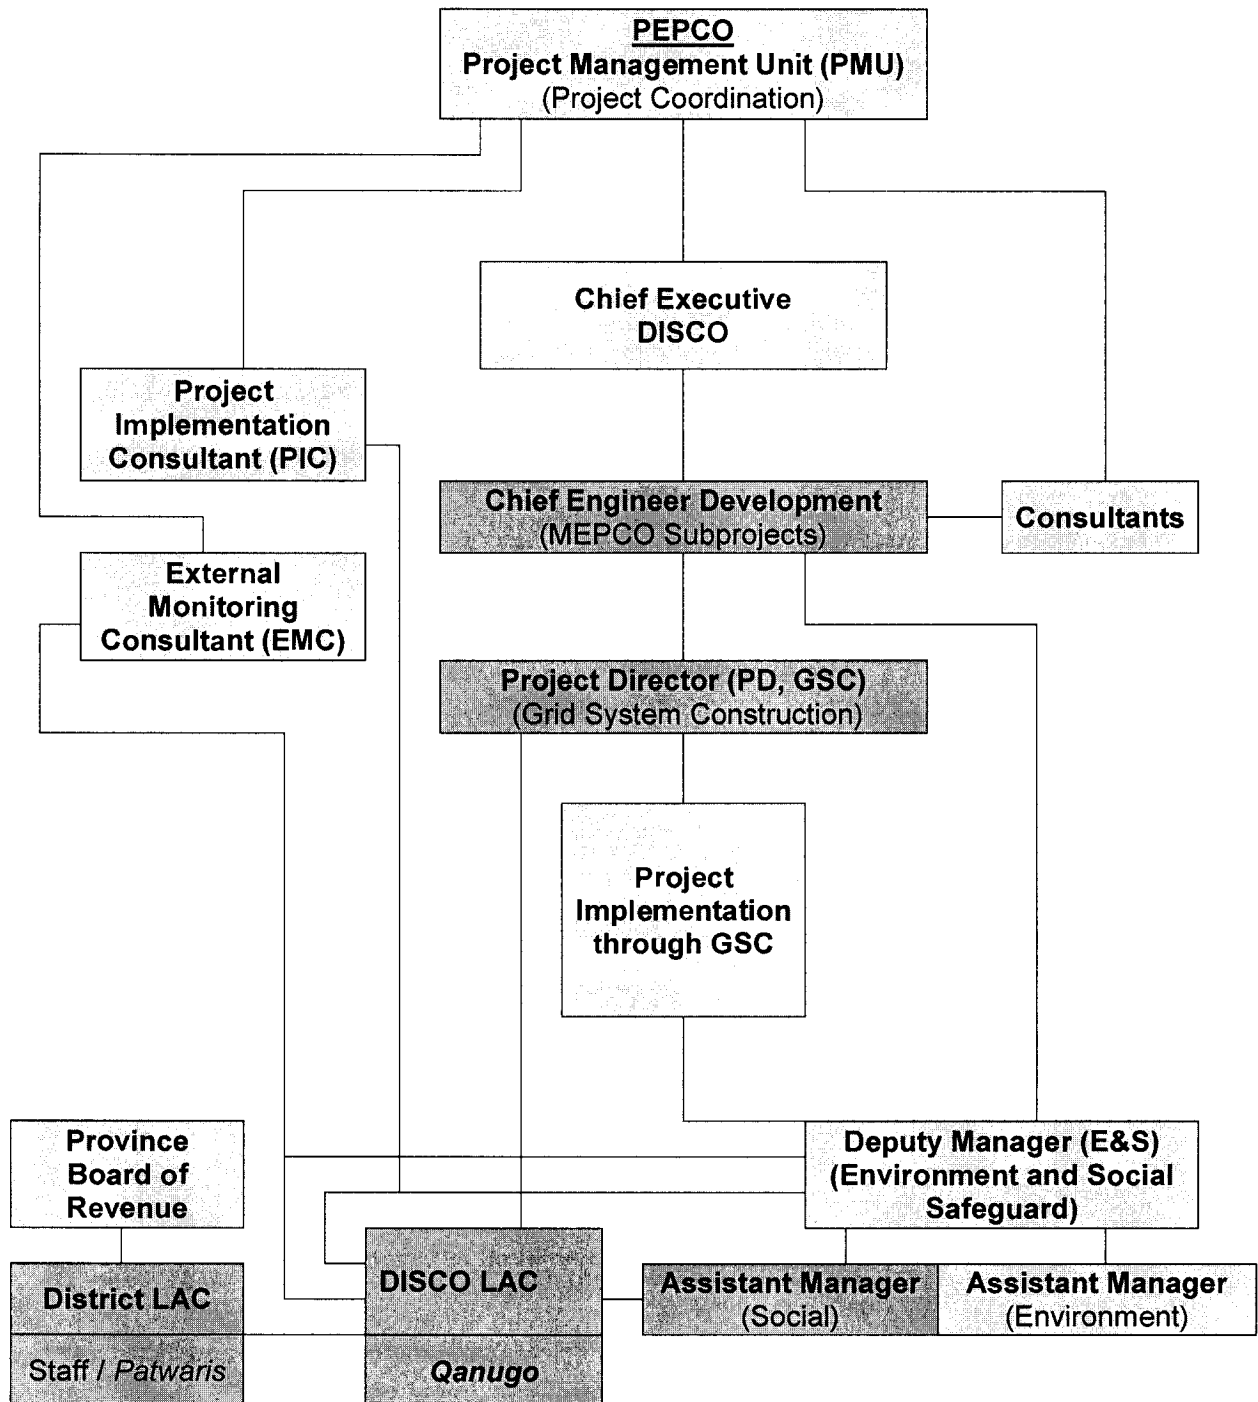 PEPCO
Project Management Unit (PMU)
(Project Coordination)
Chief Executive
DISCO
Project
Implementation
Consultant (PIC)
Chief Engineer Development
(MEPCO Subprojects)
Consultants
External
Monitoring
Consultant (EMC)
Project Director (PD, GSC)
(Grid System Construction)
Project
Implementation
through GSC
Province
Board of
Revenue
Deputy Manager (E&S)
(Environment and Social
Safeguard)
District LAC
Staff / Patwaris
DISCO LAC
Qanugo
Assistant Manager
(Social)
Assistant Manager
(Environment)